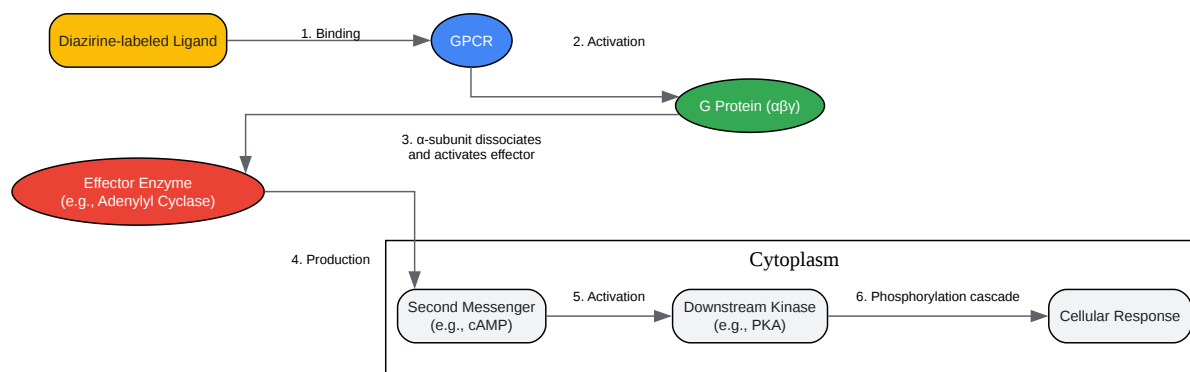 Diazirine-labeled Ligand
1. Binding
GPCR
2. Activation
G Protein (αβγ)
3. α-subunit dissociates
and activates effector
Effector Enzyme
(e.g., Adenylyl Cyclase)
4. Production
Cytoplasm
Second Messenger
(e.g., cAMP)
5. Activation
Downstream Kinase
(e.g., PKA)
6. Phosphorylation cascade
Cellular Response